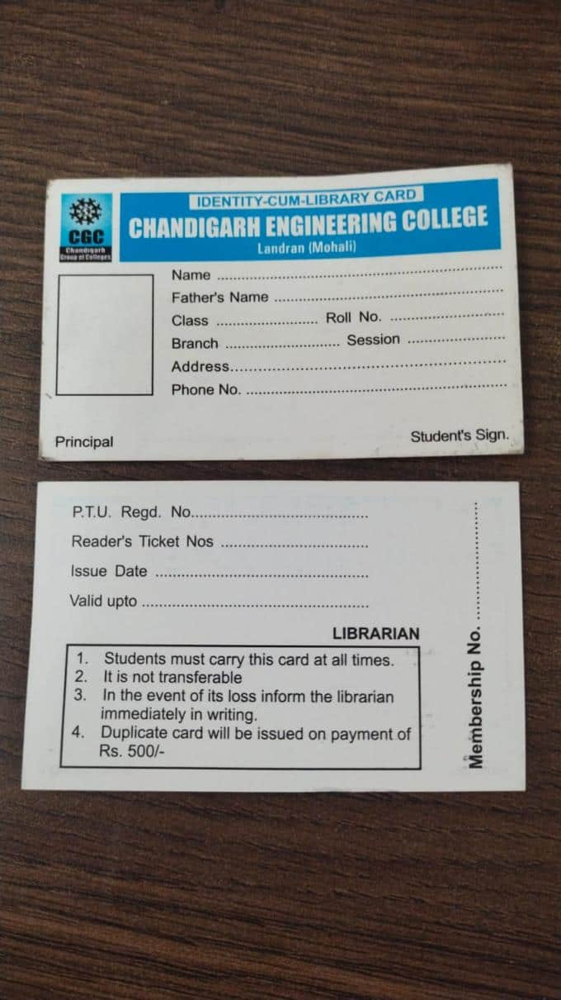 IDENTITY-CUM-LIBRARY CARD
CGC
Chandigarh
Group of Colleges
CHANDIGARH ENGINEERING COLLEGE
Landran (Mohali)
Name ............................................................
Father's Name ............................................................
Class ........................ Roll No. ...........................
Branch ........................... Session ........................
Address............................................................
Phone No. ............................................................
Principal Student's Sign.
P.T.U. Regd. No............................................
Reader's Ticket Nos ....................................
Issue Date ....................................................
Valid upto .......................................................
LIBRARIAN
1. Students must carry this card at all times.
2. It is not transferable
3. In the event of its loss inform the librarian
immediately in writing.
4. Duplicate card will be issued on payment of
Rs. 500/-
Membership No. ............................